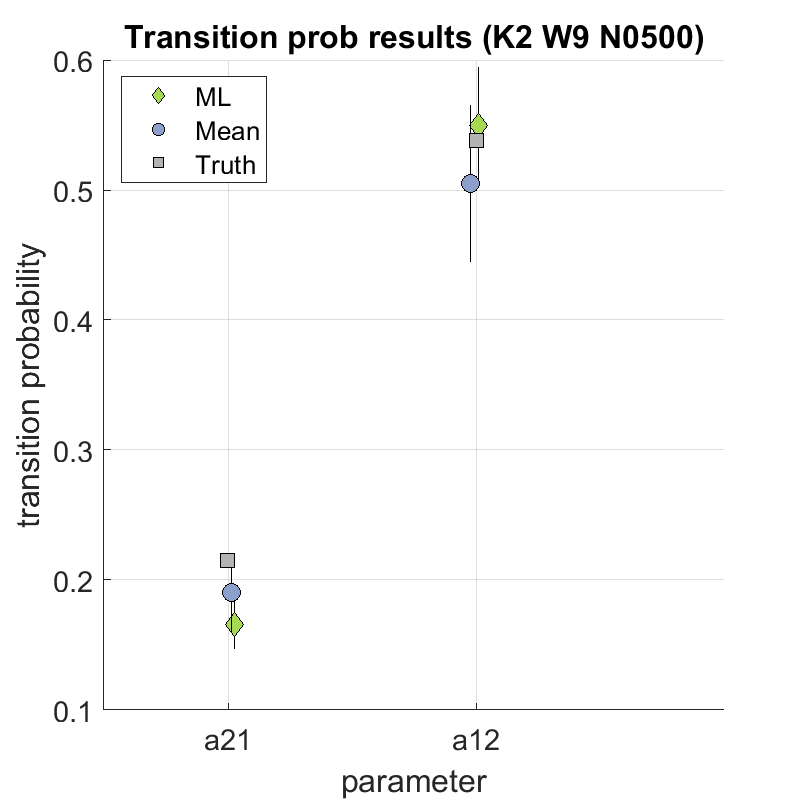 Transition prob results (K2 W9 N0500)
ML
Mean
Truth
0.6
0.5
0.4
0.3
0.2
0.1
transition probability
a21
a12
parameter